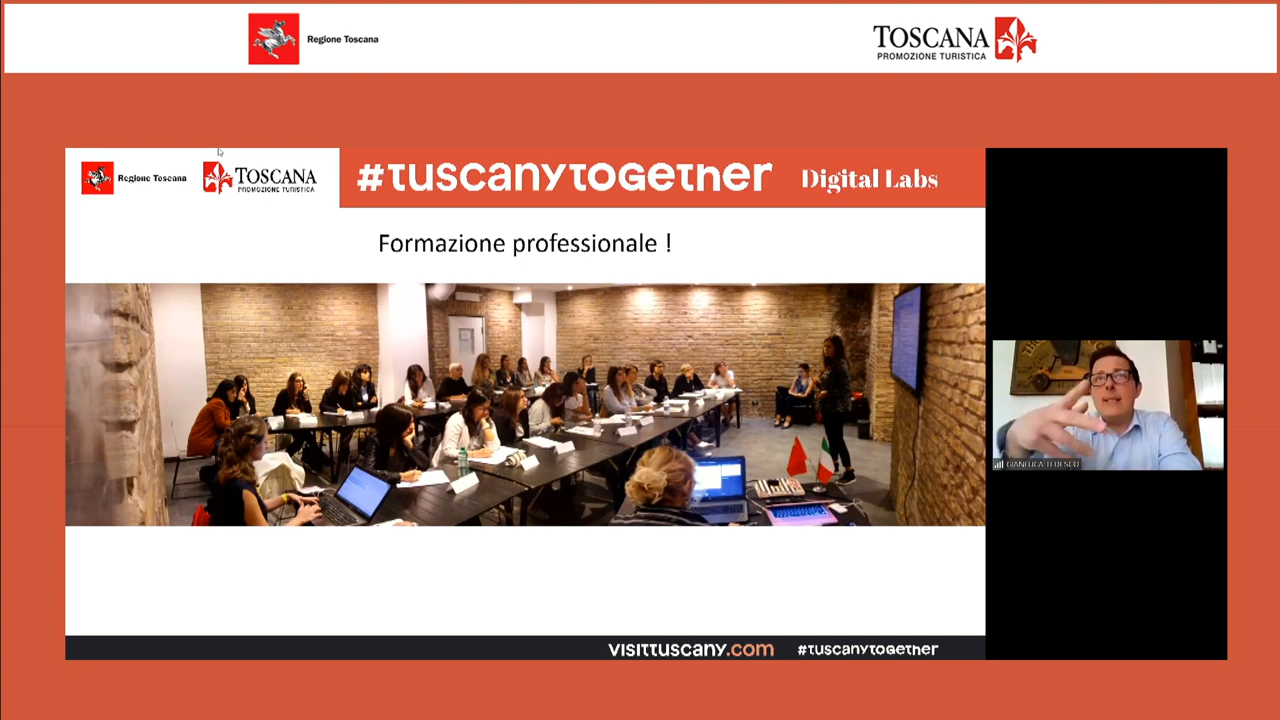 Regione Toscana
TOSCANA
PROMOZIONE TURISTICA
Regione Toscana
TOSCANA
PROMOZIONE TURISTICA
#tuscanytogether Digital Labs
Formazione professionale !
GIANLUCA TEDESCO
visittuscany.com #tuscanytogether